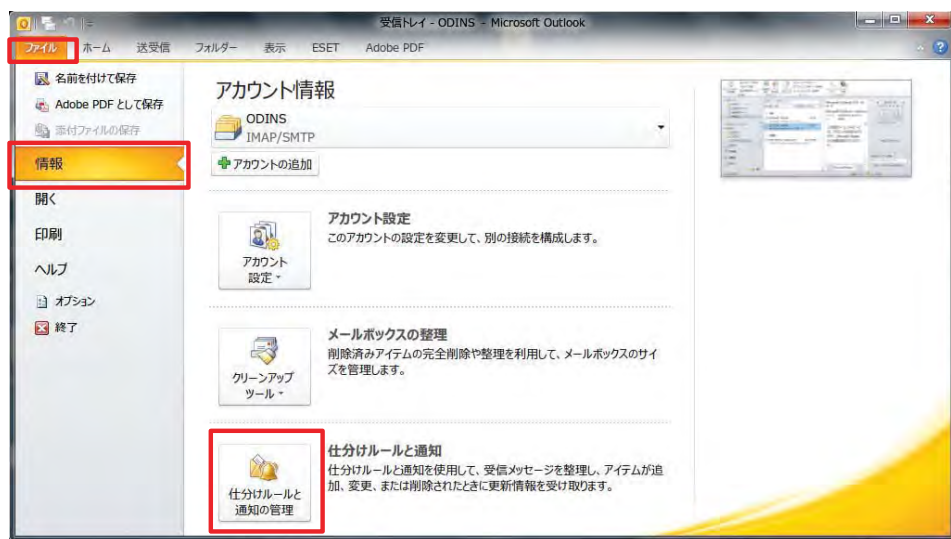 受信トレイ - ODINS - Microsoft Outlook
ファイル ホーム 送受信 フォルダー 表示 ESET Adobe PDF
名前を付けて保存
Adobe PDF として保存
添付ファイルの保存
情報
開く
印刷
ヘルプ
オプション
終了
アカウント情報
ODINS
IMAP/SMTP
アカウントの追加
アカウント
設定
アカウント設定
このアカウントの設定を変更して、別の接続を構成します。
クリーンアップ
ツール
メールボックスの整理
削除済みアイテムの完全削除や整理を利用して、メールボックスのサイ
ズを管理します。
仕分けルールと
通知の管理
仕分けルールと通知
仕分けルールと通知を使用して、受信メッセージを整理し、アイテムが追
加、変更、または削除されたときに更新情報を受け取ります。